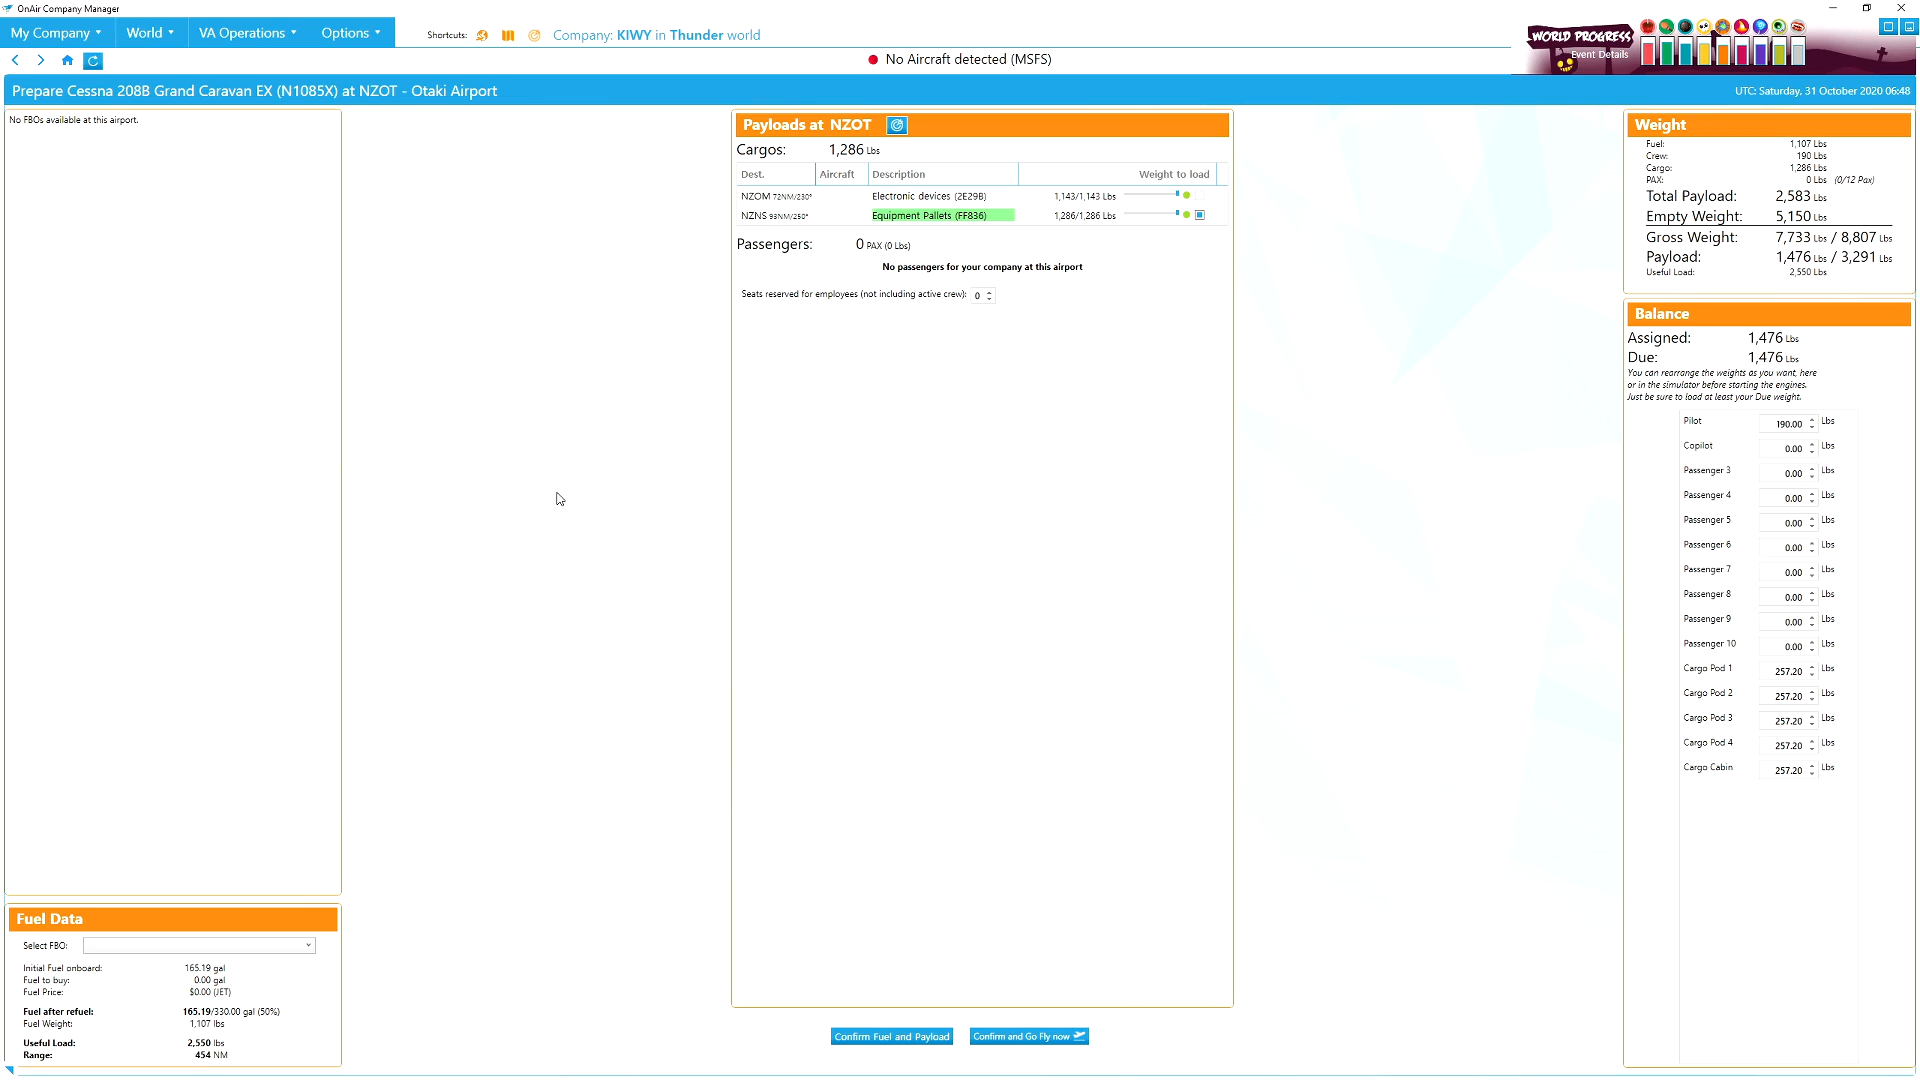 OnAir Company Manager
My Company
World
VA Operations
Options
Shortcuts:
Company: KIWY in Thunder world
WORLD PROGRESS
Event Details
No Aircraft detected (MSFS)
Prepare Cessna 208B Grand Caravan EX (N1085X) at NZOT - Otaki Airport
UTC: Saturday, 31 October 2020 06:48
No FBOs available at this airport.
Payloads at NZOT
Cargos: 1,286 Lbs
Dest. Aircraft Description Weight to load
NZOM 72NM/230° Electronic devices (2E29B) 1,143/1,143 Lbs
NZNS 93NM/250° Equipment Pallets (FF836) 1,286/1,286 Lbs
Passengers: 0 PAX (0 Lbs)
No passengers for your company at this airport
Seats reserved for employees (not including active crew): 0
Weight
Fuel: 1,107 Lbs
Crew: 190 Lbs
Cargo: 1,286 Lbs
PAX: 0 Lbs (0/12 Pax)
Total Payload: 2,583 Lbs
Empty Weight: 5,150 Lbs
Gross Weight: 7,733 Lbs / 8,807 Lbs
Payload: 1,476 Lbs / 3,291 Lbs
Useful Load: 2,550 Lbs
Balance
Assigned: 1,476 Lbs
Due: 1,476 Lbs
You can rearrange the weights as you want, here
or in the simulator before starting the engines.
Just be sure to load at least your Due weight.
Pilot 190.00 Lbs
Copilot 0.00 Lbs
Passenger 3 0.00 Lbs
Passenger 4 0.00 Lbs
Passenger 5 0.00 Lbs
Passenger 6 0.00 Lbs
Passenger 7 0.00 Lbs
Passenger 8 0.00 Lbs
Passenger 9 0.00 Lbs
Passenger 10 0.00 Lbs
Cargo Pod 1 257.20 Lbs
Cargo Pod 2 257.20 Lbs
Cargo Pod 3 257.20 Lbs
Cargo Pod 4 257.20 Lbs
Cargo Cabin 257.20 Lbs
Fuel Data
Select FBO:
Initial Fuel onboard: 165.19 gal
Fuel to buy: 0.00 gal
Fuel Price: $0.00 (JET)
Fuel after refuel: 165.19/330.00 gal (50%)
Fuel Weight: 1,107 lbs
Useful Load: 2,550 lbs
Range: 454 NM
Confirm Fuel and Payload
Confirm and Go Fly now